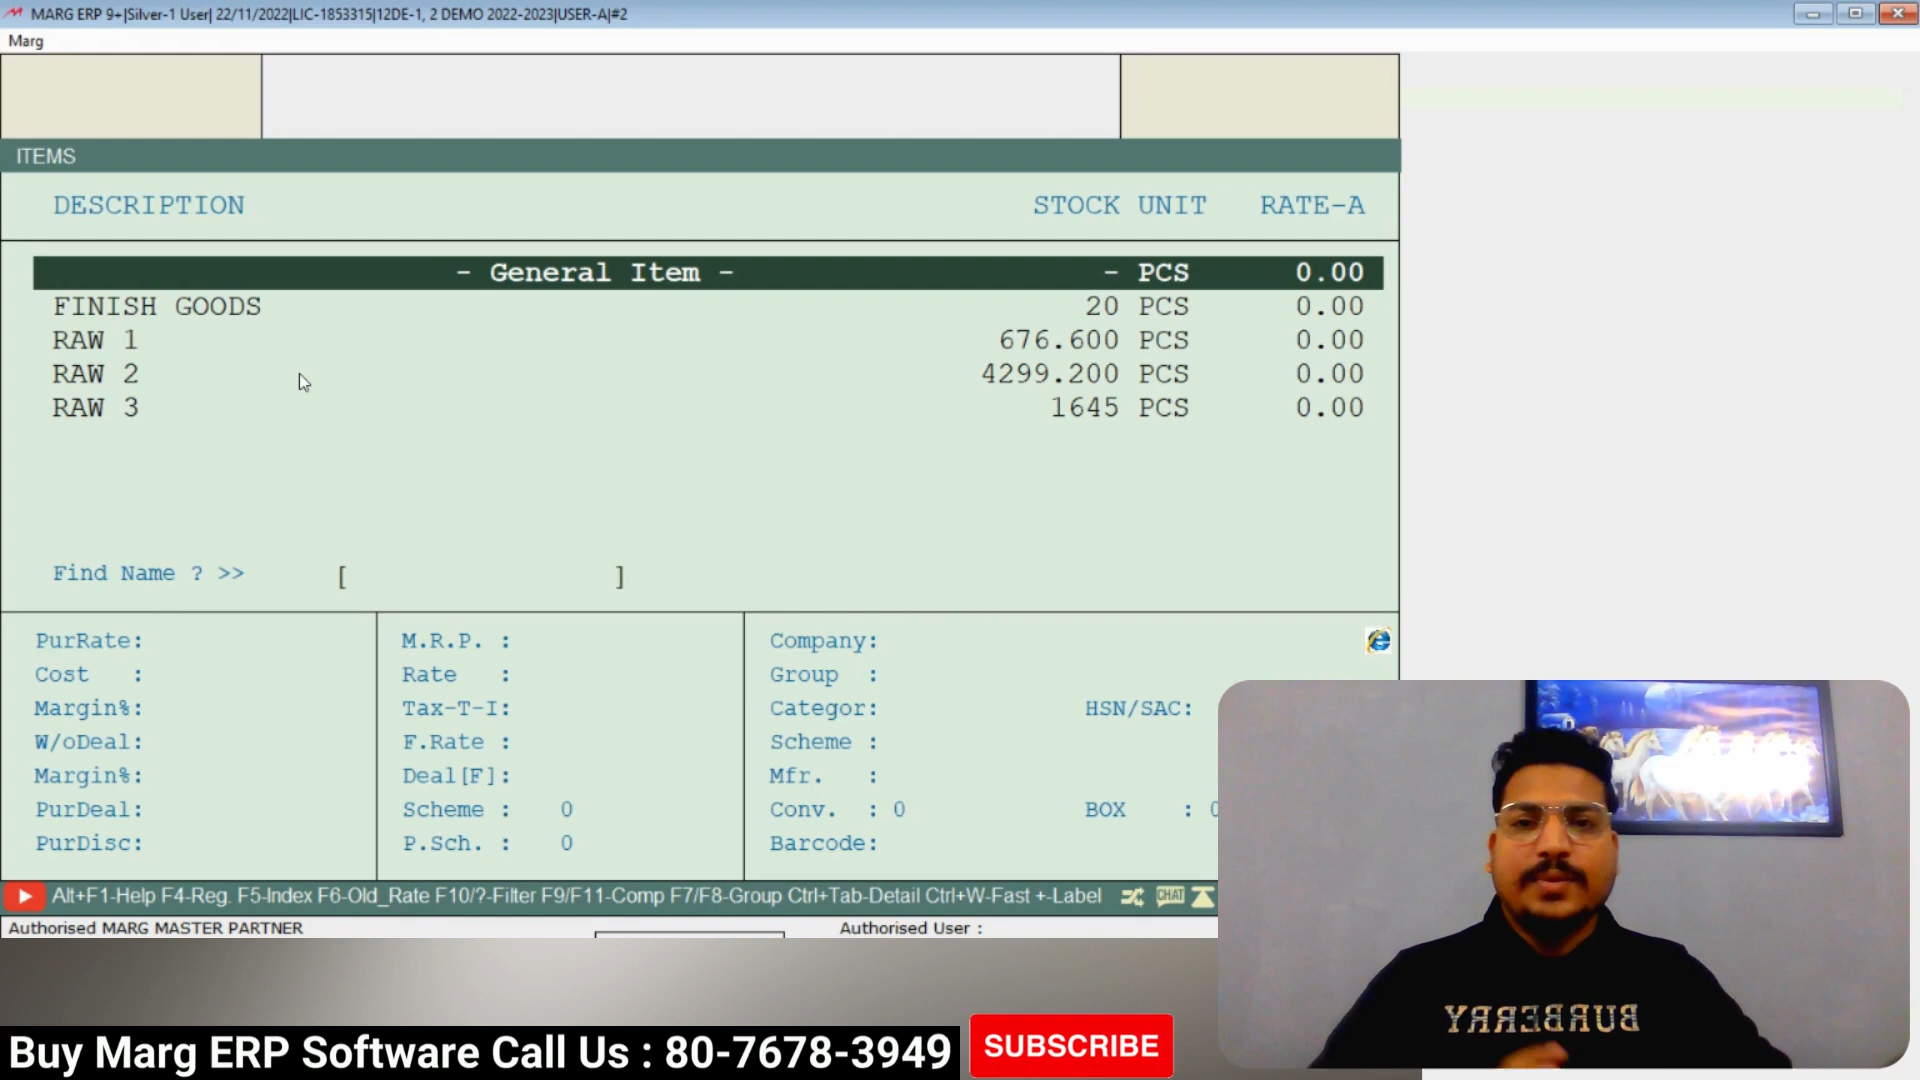 MARG ERP 9+|Silver-1 User| 22/11/2022|LIC-1853315|12DE-1, 2 DEMO 2022-2023|USER-A|#2
Marg
ITEMS
DESCRIPTION STOCK UNIT RATE-A
- General Item - - PCS 0.00
FINISH GOODS 20 PCS 0.00
RAW 1 676.600 PCS 0.00
RAW 2 4299.200 PCS 0.00
RAW 3 1645 PCS 0.00
Find Name ? >> [ ]
PurRate: M.R.P. : Company:
Cost : Rate : Group :
Margin%: Tax-T-I: Categor: HSN/SAC:
W/oDeal: F.Rate : Scheme :
Margin%: Deal[F]: Mfr. :
PurDeal: Scheme : 0 Conv. : 0 BOX : 0
PurDisc: P.Sch. : 0 Barcode:
Alt+F1-Help F4-Reg. F5-Index F6-Old_Rate F10/?-Filter F9/F11-Comp F7/F8-Group Ctrl+Tab-Detail Ctrl+W-Fast +-Label CHAT
Authorised MARG MASTER PARTNER Authorised User :
BURBERRY
Buy Marg ERP Software Call Us : 80-7678-3949 SUBSCRIBE